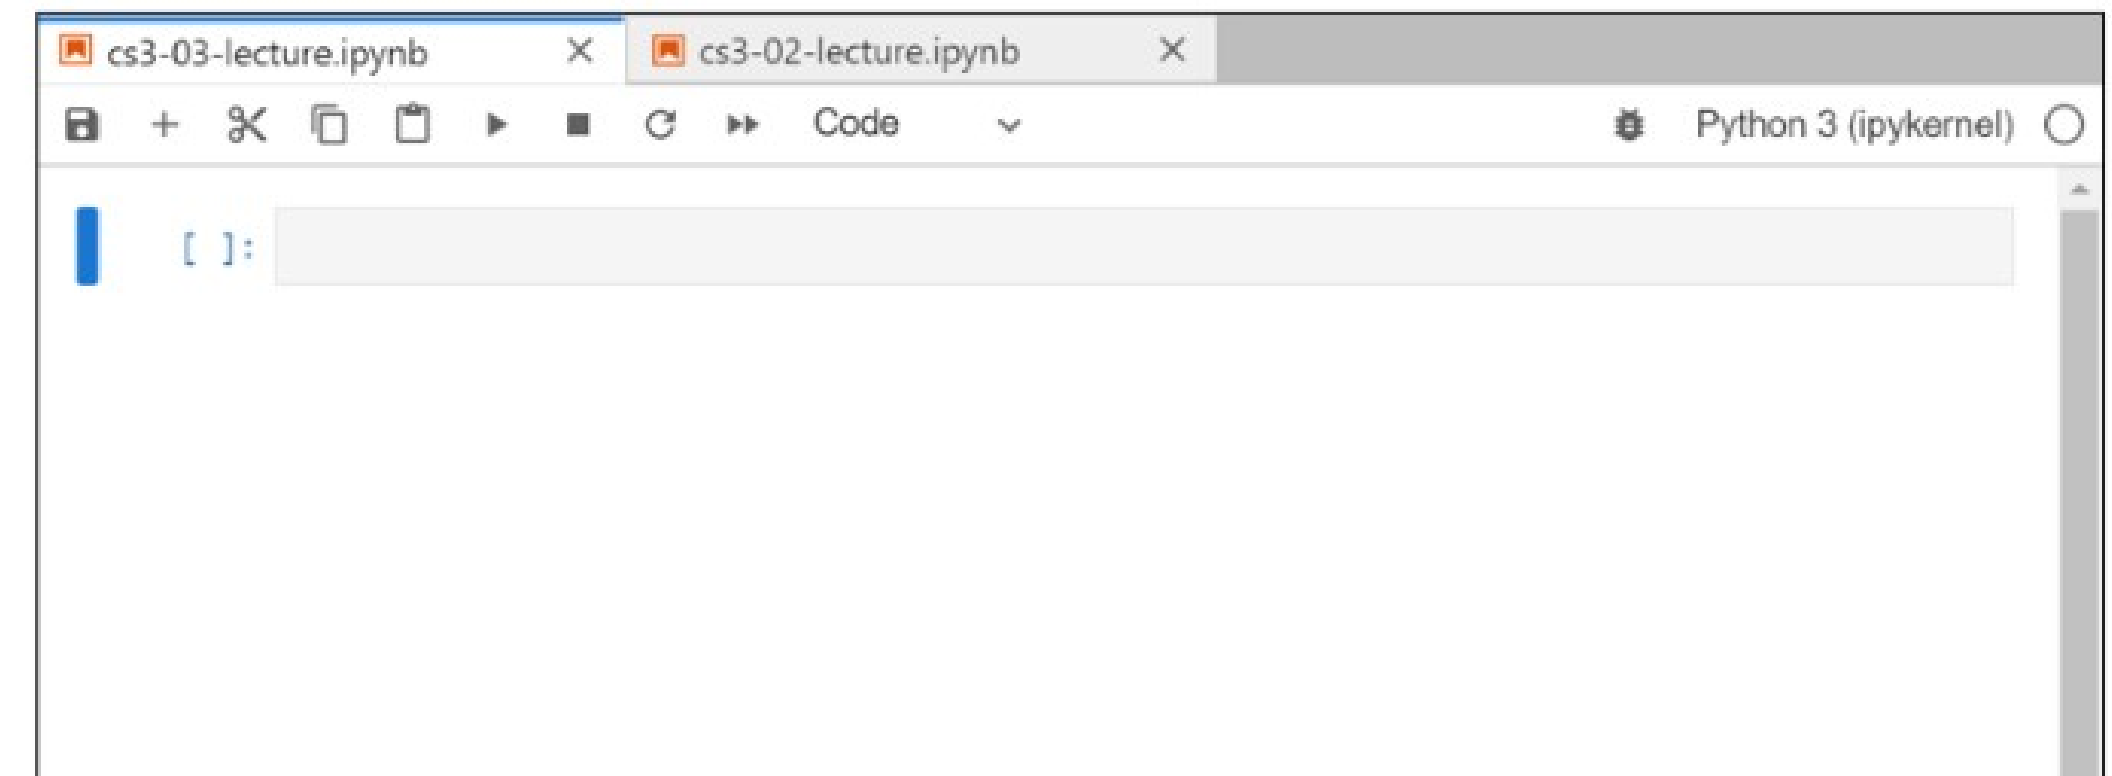 cs3-03-lecture.ipynb cs3-02-lecture.ipynb
Code Python 3 (ipykernel)
[ ]: